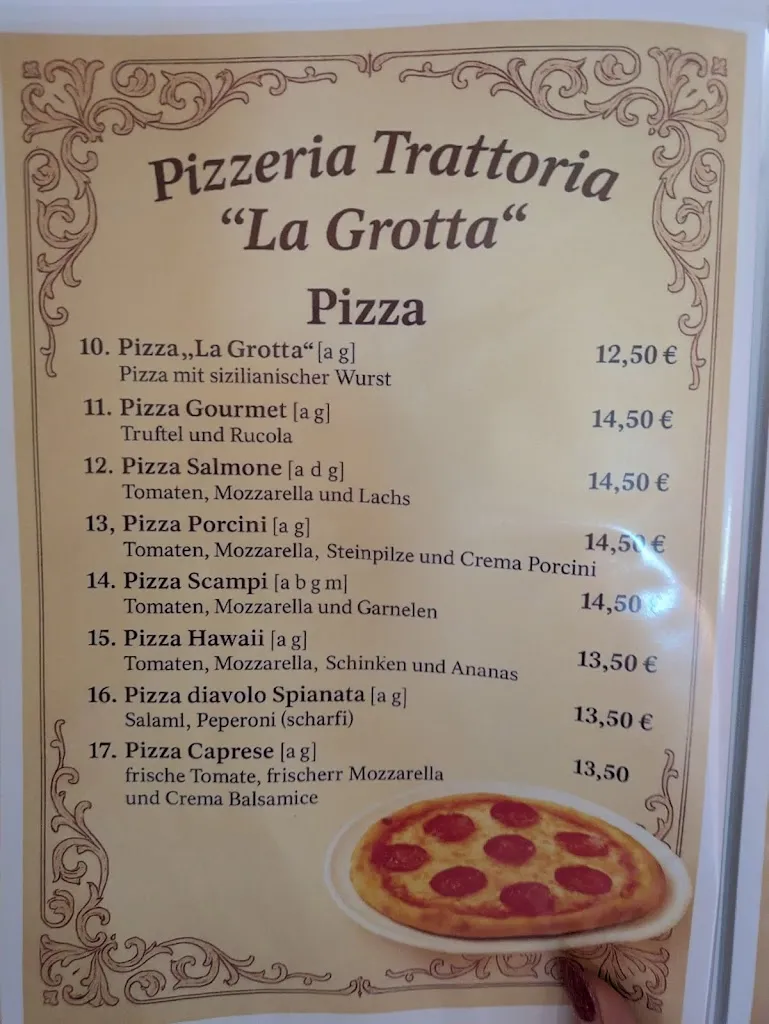 Pizzeria Trattoria
“La Grotta“
Pizza
10. Pizza„La Grotta“ [a g] 12,50 €
Pizza mit sizilianischer Wurst
11. Pizza Gourmet [a g] 14,50 €
Truftel und Rucola
12. Pizza Salmone [a d g] 14,50 €
Tomaten, Mozzarella und Lachs
13, Pizza Porcini [a g] 14,50 €
Tomaten, Mozzarella, Steinpilze und Crema Porcini
14. Pizza Scampi [a b g m] 14,50 €
Tomaten, Mozzarella und Garnelen
15. Pizza Hawaii [a g] 13,50 €
Tomaten, Mozzarella, Schinken und Ananas
16. Pizza diavolo Spianata [a g] 13,50 €
Salaml, Peperoni (scharfi)
17. Pizza Caprese [a g] 13,50
frische Tomate, frischerr Mozzarella
und Crema Balsamice